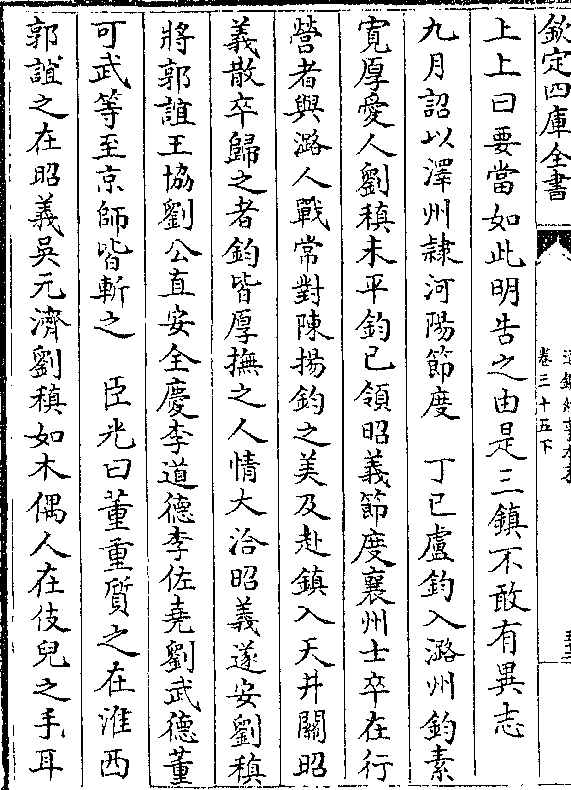 欽定四庫全書
卷三十五下
上上曰要當如此明告之由是三鎮不敢有異志
九月詔以澤州隷河陽節度　丁巳盧鈞入潞州鈞素
寛厚愛人劉稹未平鈞已領昭義節度襄州士卒在行
營者與潞人戰常對陳揚鈞之美及赴鎮入天井關昭
義散卒歸之者鈞皆厚撫之人情大洽昭義遂安劉稹
將郭誼王協劉公直安全慶李道德李佐堯劉武德董
可武等至京師皆斬之　臣光曰董重質之在淮西
郭誼之在昭義吳元濟劉稹如木偶人在伎兒之手耳